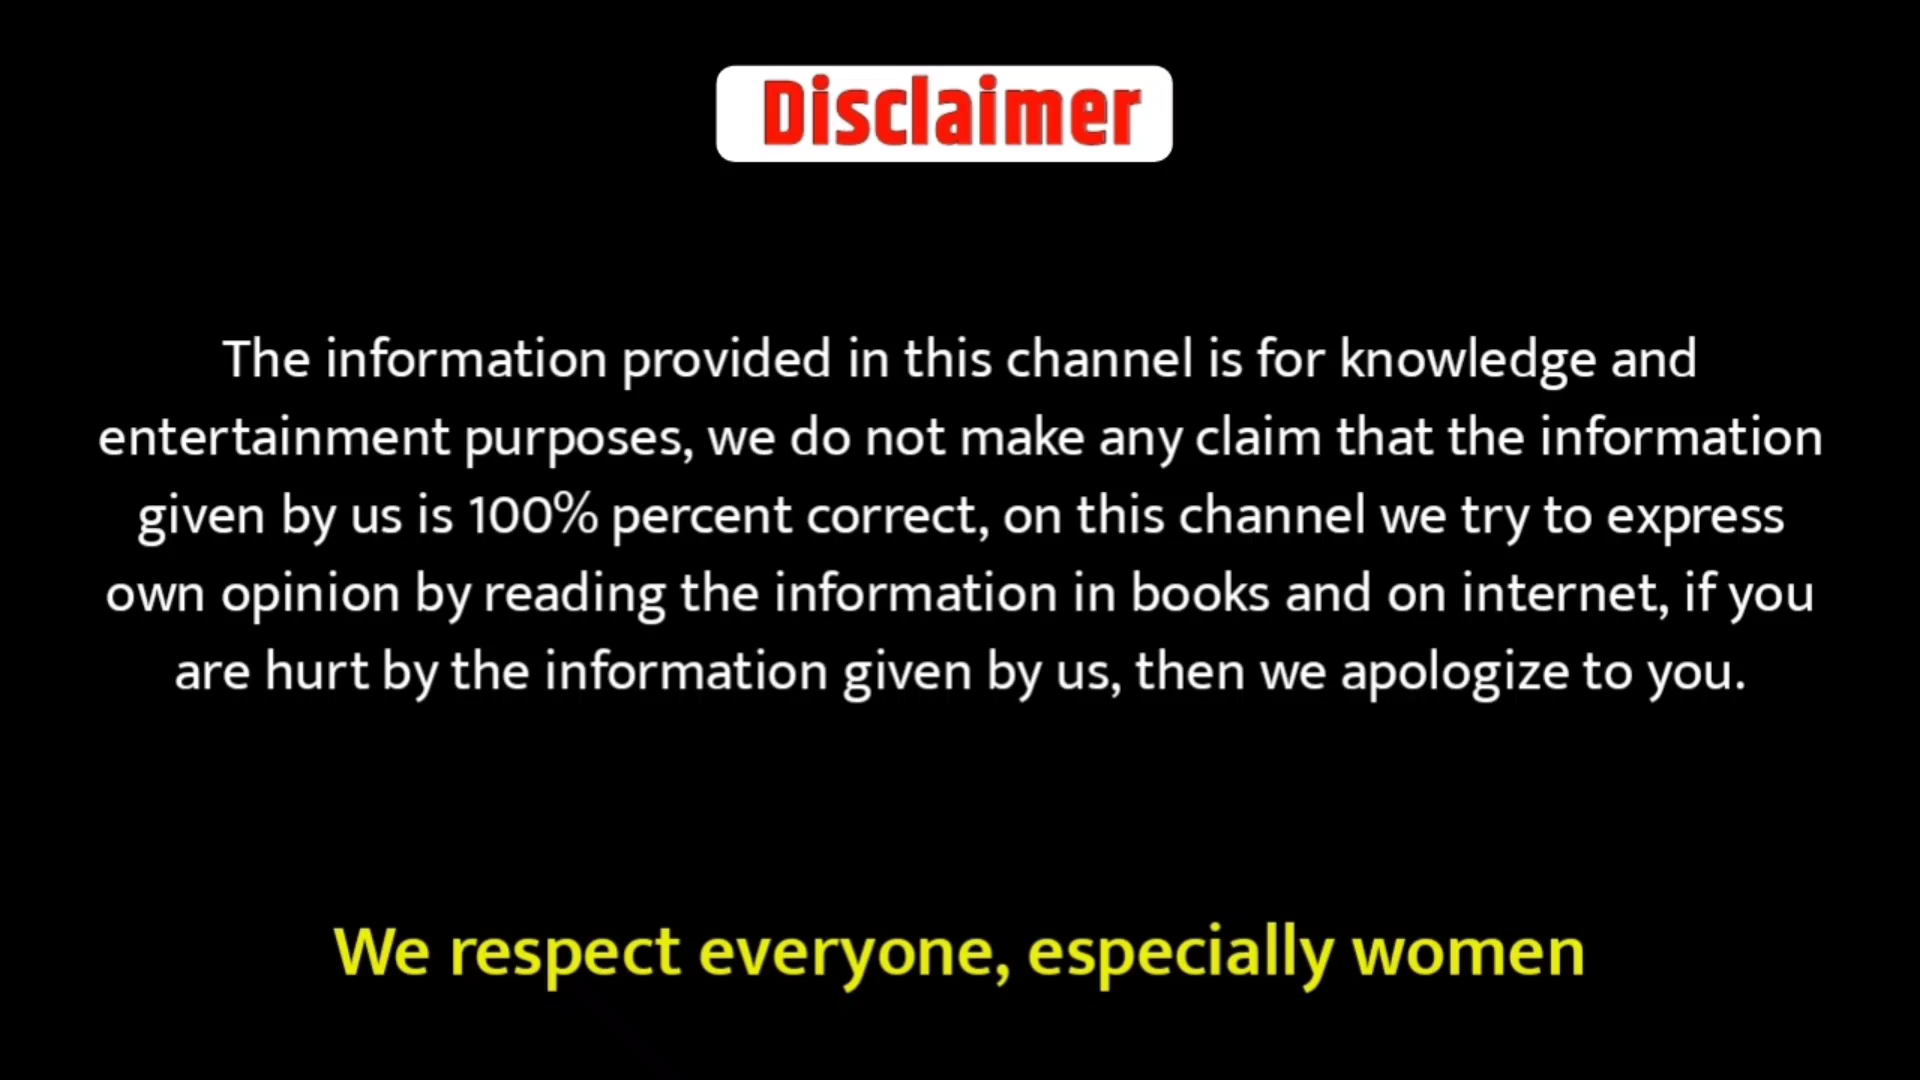 Disclaimer
The information provided in this channel is for knowledge and
entertainment purposes, we do not make any claim that the information
given by us is 100% percent correct, on this channel we try to express
own opinion by reading the information in books and on internet, if you
are hurt by the information given by us, then we apologize to you.
We respect everyone, especially women